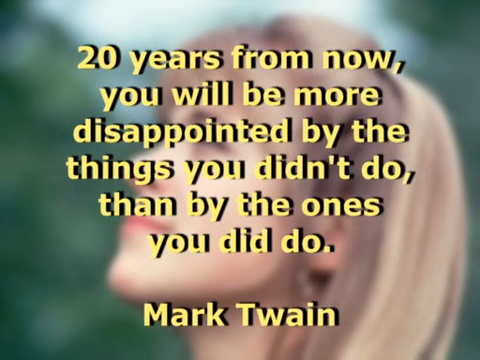 20 years from now,
you will be more
disappointed by the
things you didn't do,
than by the ones
you did do.
Mark Twain